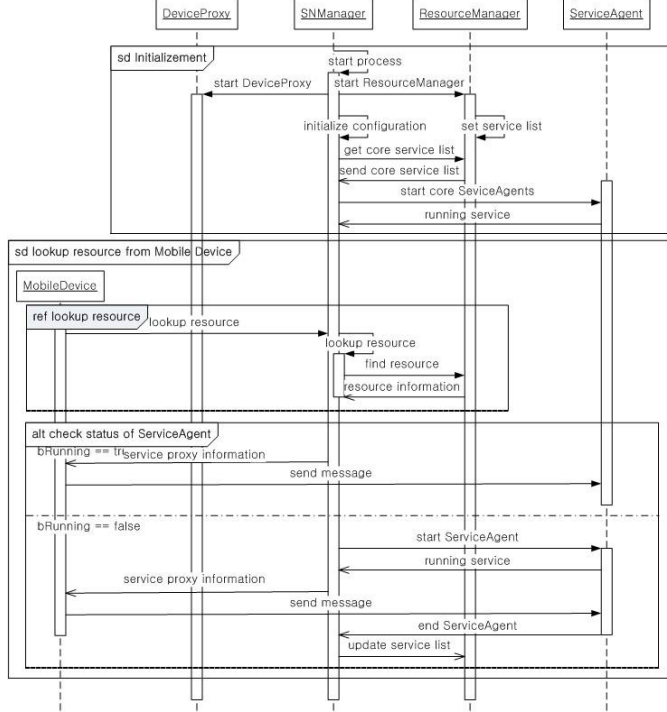 DeviceProxy SNManager ResourceManager ServiceAgent
sd Initializement
start process
start DeviceProxy start ResourceManager
initialize configuration set service list
get core service list
send core service list
start core SeviceAgents
running service
sd lookup resource from Mobile Device
MobileDevice
ref lookup resource
lookup resource
lookup resource
find resource
resource information
alt check status of ServiceAgent
bRunning == tru
service proxy information
send message
bRunning == false
start ServiceAgent
running service
service proxy information
send message
end ServiceAgent
update service list